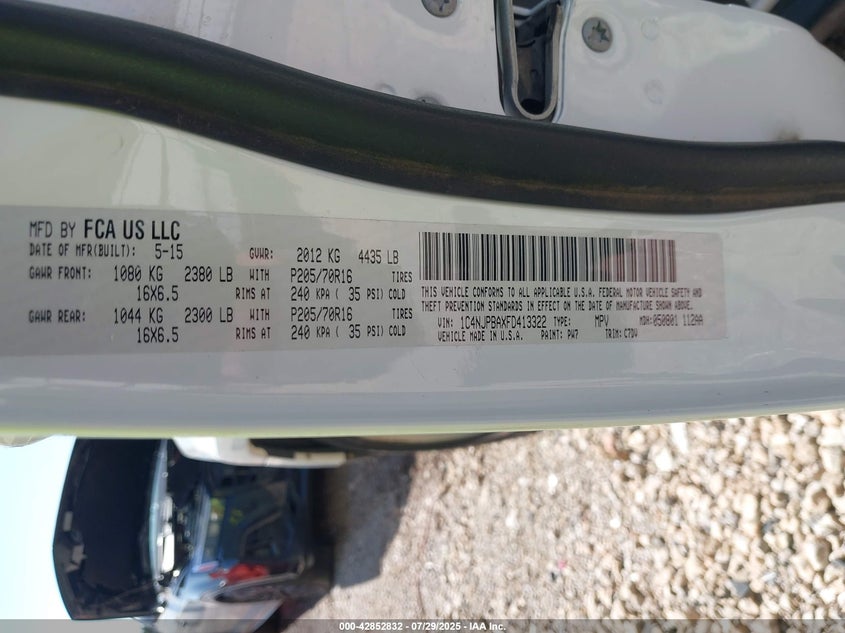 MFD BY FCA US LLC
DATE OF MFR(BUILT): 5-15 GVWR: 2012 KG 4435 LB
GAWR FRONT: 1080 KG 2380 LB WITH P205/70R16 TIRES
16X6.5 RIMS AT 240 KPA ( 35 PSI) COLD
GAWR REAR: 1044 KG 2300 LB WITH P205/70R16 TIRES
16X6.5 RIMS AT 240 KPA ( 35 PSI) COLD
THIS VEHICLE CONFORMS TO ALL APPLICABLE U.S.A. FEDERAL MOTOR VEHICLE SAFETY AND
THEFT PREVENTION STANDARDS IN EFFECT ON THE DATE OF MANUFACTURE SHOWN ABOVE.
VIN: 1C4NJPBAXFD413322 TYPE: MPV MDH: 050801 112AA
VEHICLE MADE IN U.S.A. PAINT: PW7 TRIM: C7DV
000-42852832 - 07/29/2025 - IAA Inc.